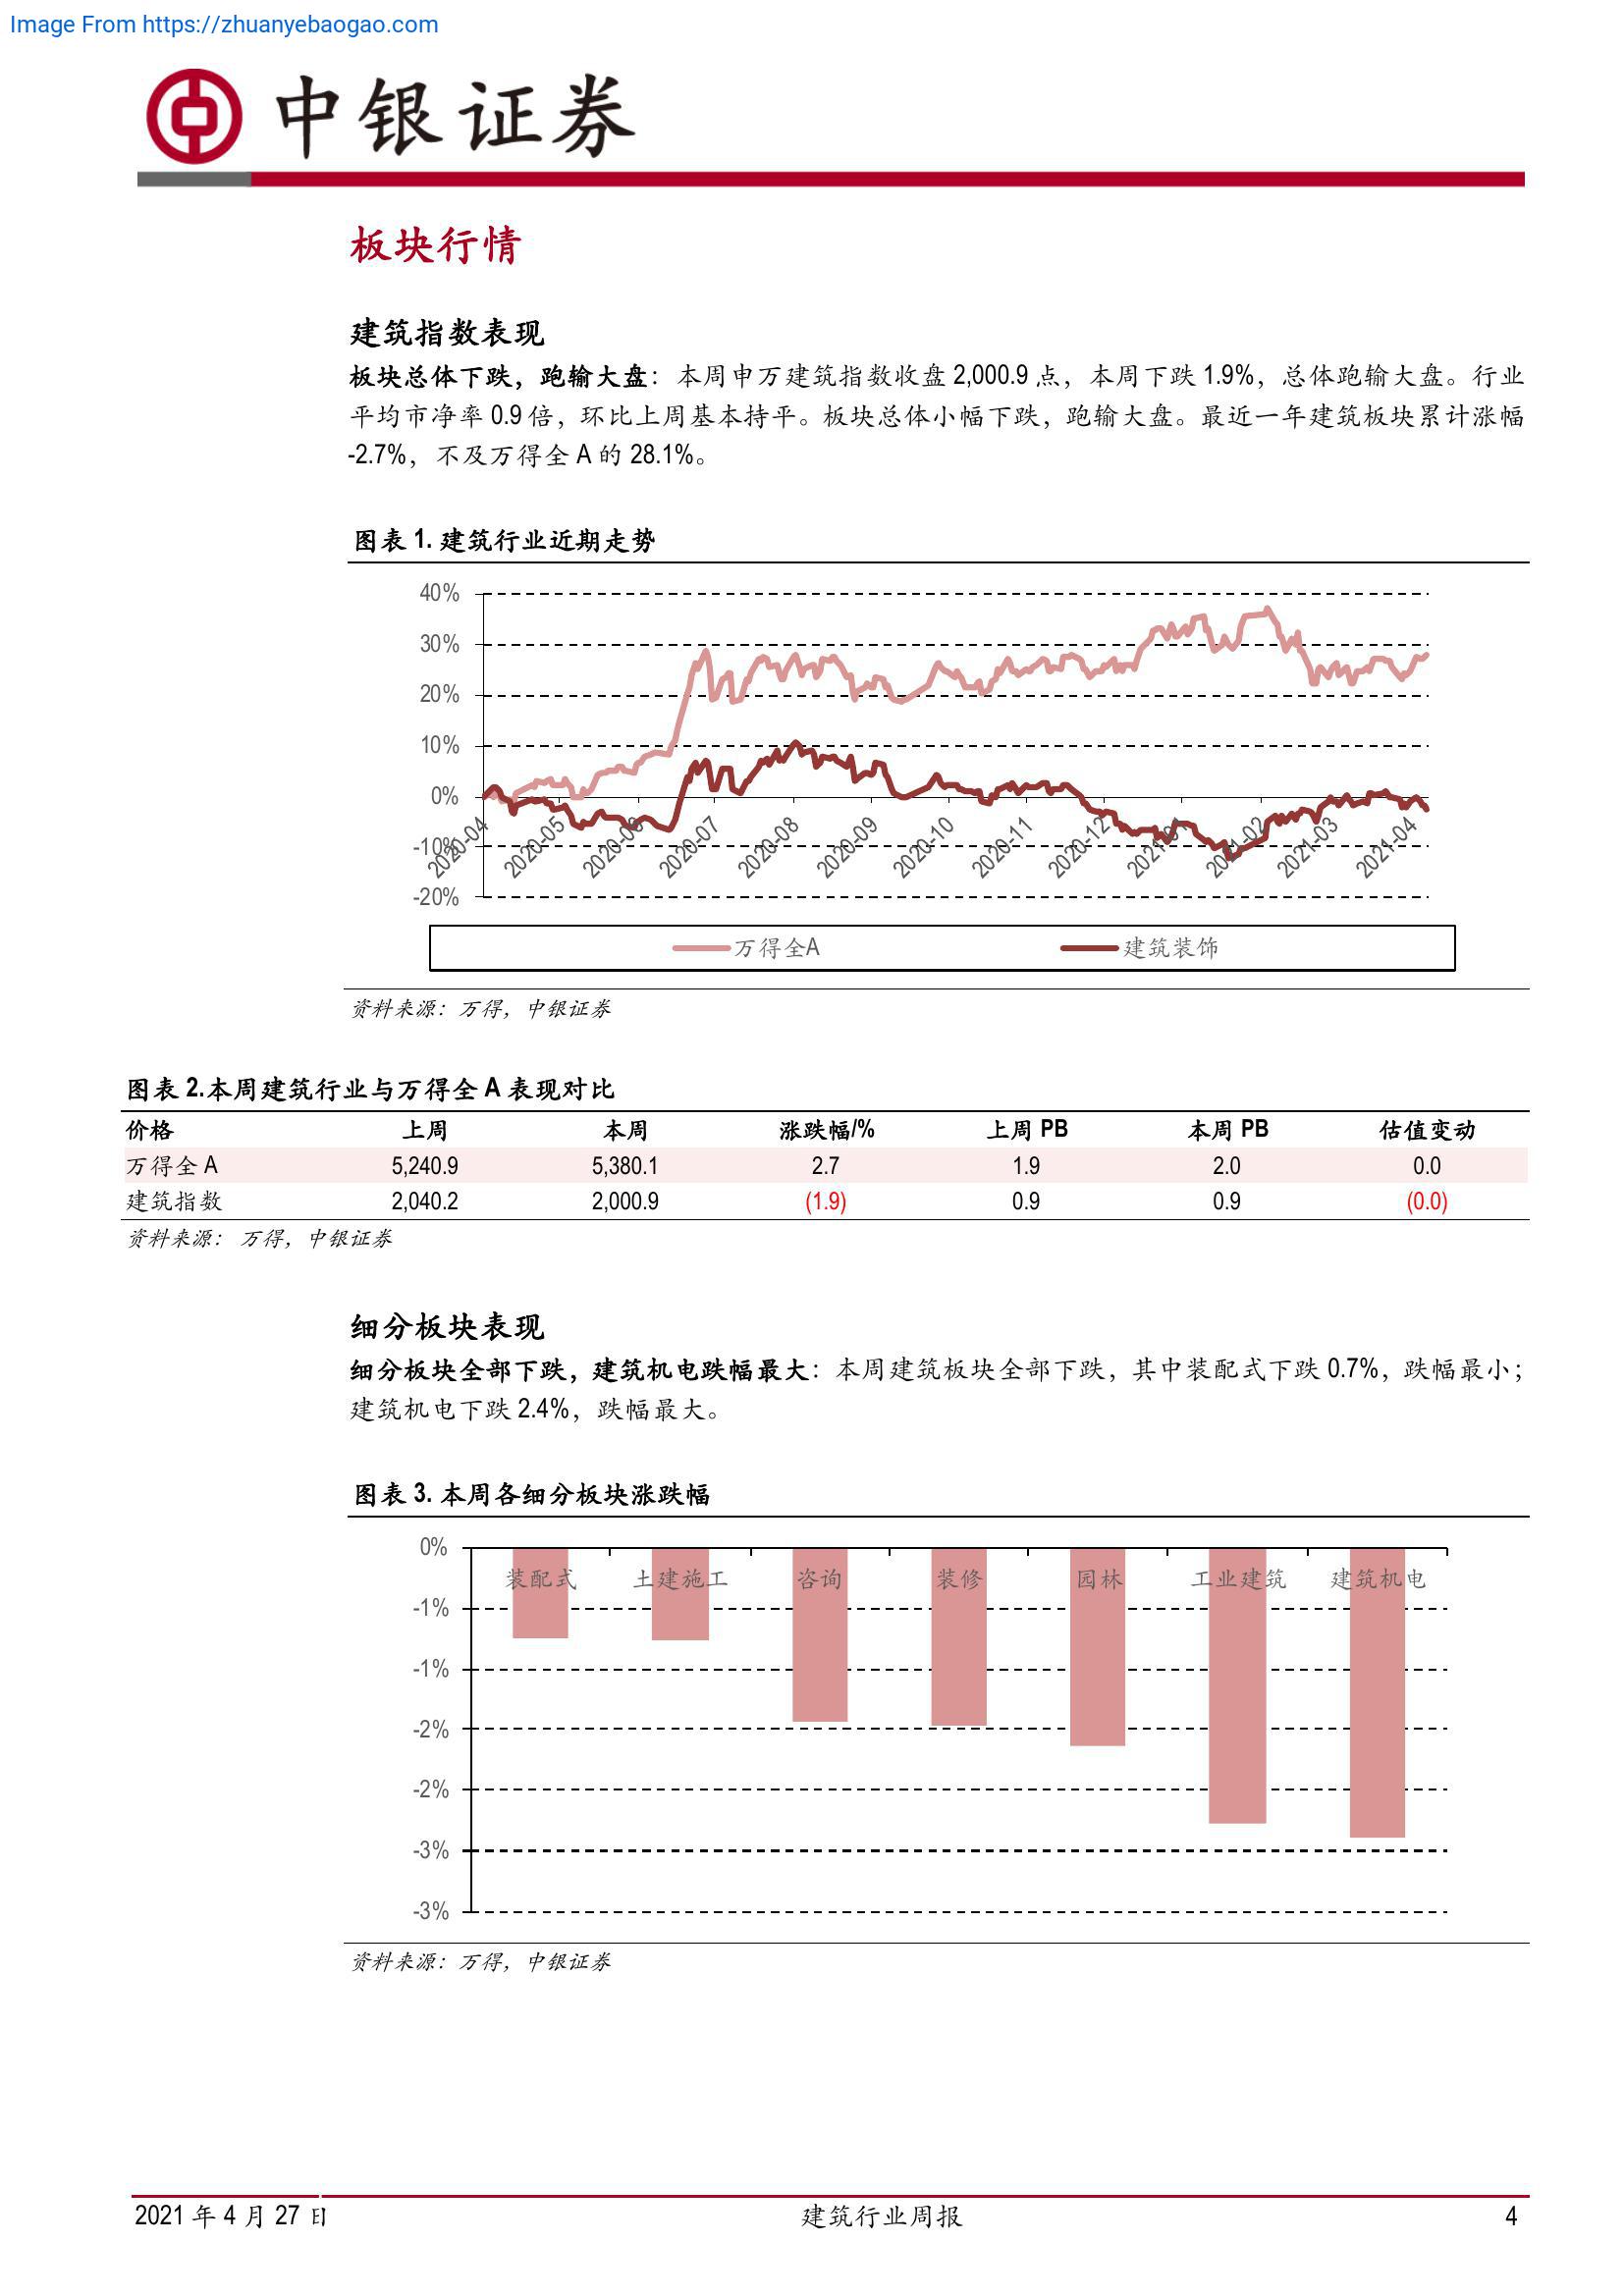 Image From https://zhuanyebaogao.com
中银证券
板块行情
建筑指数表现
板块总体下跌，跑输大盘：本周申万建筑指数收盘 2,000.9 点，本周下跌 1.9%，总体跑输大盘。行业
平均市净率 0.9 倍，环比上周基本持平。板块总体小幅下跌，跑输大盘。最近一年建筑板块累计涨幅
-2.7%，不及万得全 A 的 28.1%。
图表 1. 建筑行业近期走势
40%
30%
20%
10%
0%
-10%
-20%
2020-04 2020-05 2020-06 2020-07 2020-08 2020-09 2020-10 2020-11 2020-12 2021-01 2021-02 2021-03 2021-04
万得全A 建筑装饰
资料来源：万得，中银证券
图表 2.本周建筑行业与万得全 A 表现对比
价格 上周 本周 涨跌幅/% 上周 PB 本周 PB 估值变动
万得全 A 5,240.9 5,380.1 2.7 1.9 2.0 0.0
建筑指数 2,040.2 2,000.9 (1.9) 0.9 0.9 (0.0)
资料来源： 万得，中银证券
细分板块表现
细分板块全部下跌，建筑机电跌幅最大：本周建筑板块全部下跌，其中装配式下跌 0.7%，跌幅最小；
建筑机电下跌 2.4%，跌幅最大。
图表 3. 本周各细分板块涨跌幅
0%
装配式 土建施工 咨询 装修 园林 工业建筑 建筑机电
-1%
-1%
-2%
-2%
-3%
-3%
资料来源：万得，中银证券
2021 年 4 月 27 日 建筑行业周报 4